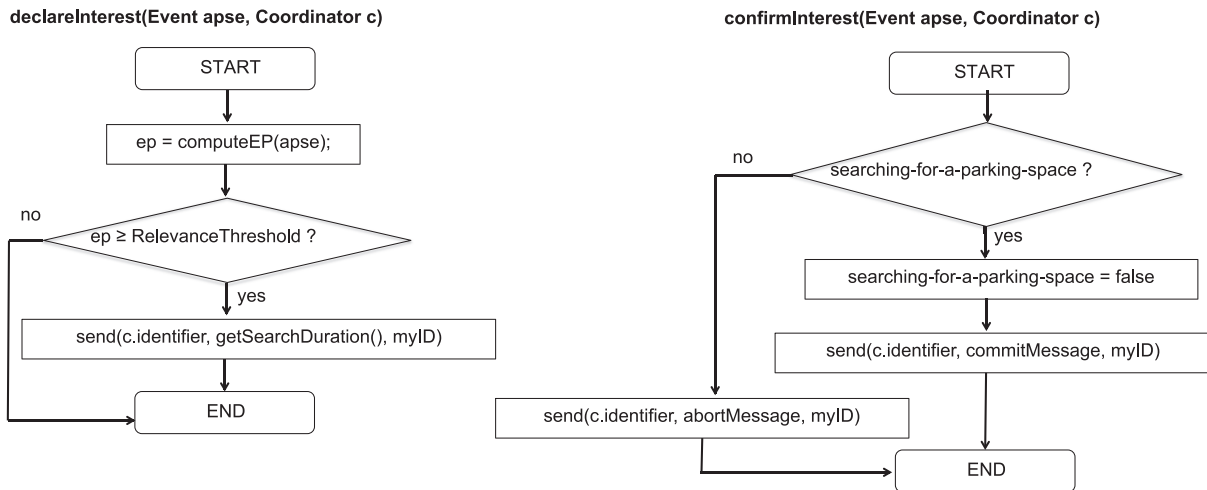 declareInterest(Event apse, Coordinator c)
START
ep = computeEP(apse);
no
ep ≥ RelevanceThreshold ?
yes
send(c.identifier, getSearchDuration(), myID)
END
confirmInterest(Event apse, Coordinator c)
START
no
searching-for-a-parking-space ?
yes
searching-for-a-parking-space = false
send(c.identifier, commitMessage, myID)
send(c.identifier, abortMessage, myID)
END